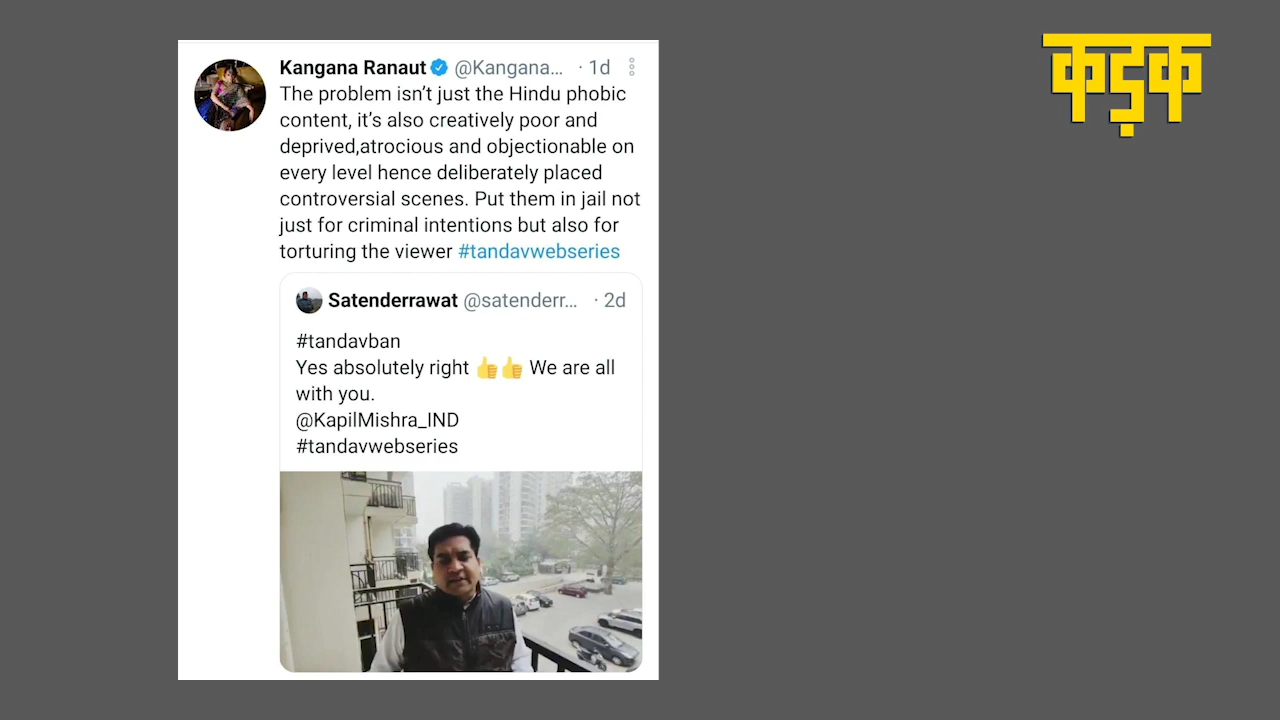 कड़क
Kangana Ranaut @Kangana... · 1d
The problem isn’t just the Hindu phobic
content, it’s also creatively poor and
deprived,atrocious and objectionable on
every level hence deliberately placed
controversial scenes. Put them in jail not
just for criminal intentions but also for
torturing the viewer #tandavwebseries
Satenderrawat @satenderr... · 2d
#tandavban
Yes absolutely right 👍👍 We are all
with you.
@KapilMishra_IND
#tandavwebseries